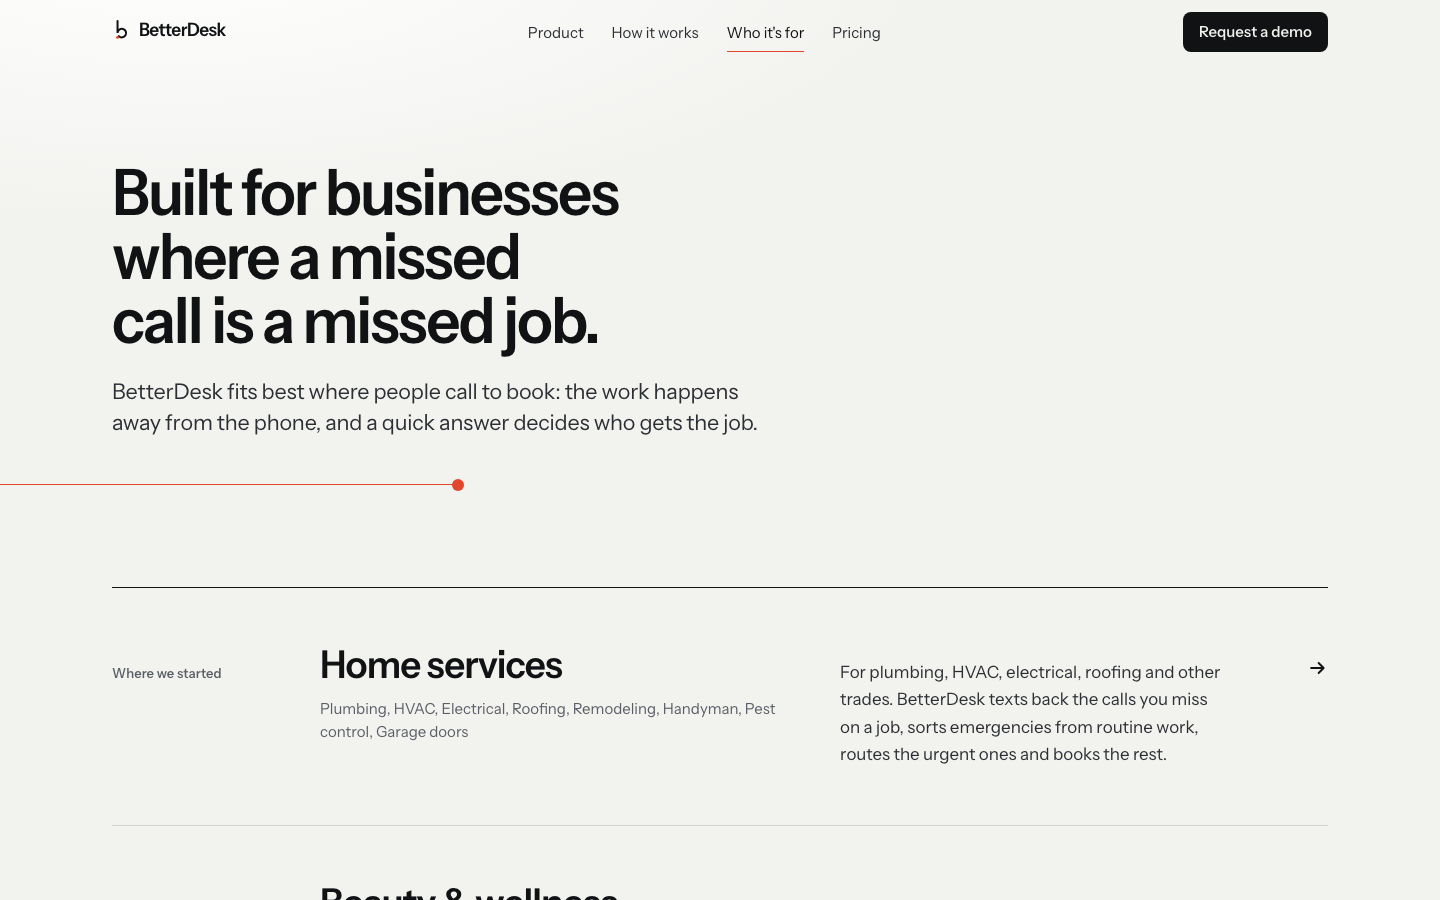 BetterDesk
Product
How it works
Who it's for
Pricing
Request a demo
Built for businesses
where a missed
call is a missed job.
BetterDesk fits best where people call to book: the work happens
away from the phone, and a quick answer decides who gets the job.
Where we started
Home services
Plumbing, HVAC, Electrical, Roofing, Remodeling, Handyman, Pest
control, Garage doors
For plumbing, HVAC, electrical, roofing and other
trades. BetterDesk texts back the calls you miss
on a job, sorts emergencies from routine work,
routes the urgent ones and books the rest.
Beauty & wellness